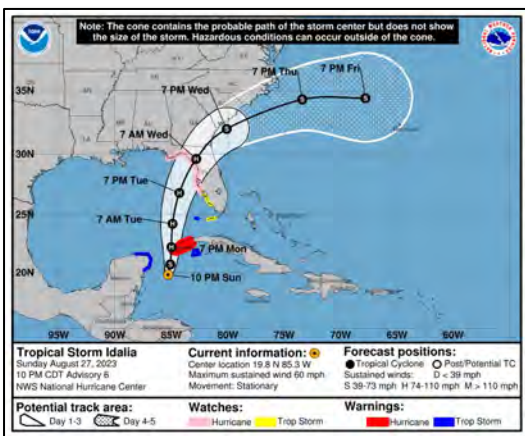 Note: The cone contains the probable path of the storm center but does not show
the size of the storm. Hazardous conditions can occur outside of the cone.
NOAA
7 PM Thu
7 PM Fri
35N
7 PM Wed
7 AM Wed
30N
7 PM Tue
25N
7 AM Tue
7 PM Mon
20N
10 PM Sun
95W
90W
85W
80W
75W
70W
65W
60W
Tropical Storm Idalia
Sunday August 27, 2023
10 PM CDT Advisory 6
NWS National Hurricane Center
Current information:
Center location 19.8 N 85.3 W
Maximum sustained wind 60 mph
Movement: Stationary
Forecast positions:
Tropical Cyclone Post/Potential TC
Sustained winds: D < 39 mph
S 39-73 mph H 74-110 mph M > 110 mph
Potential track area:
Day 1-3 Day 4-5
Watches:
Hurricane Trop Storm
Warnings:
Hurricane Trop Storm